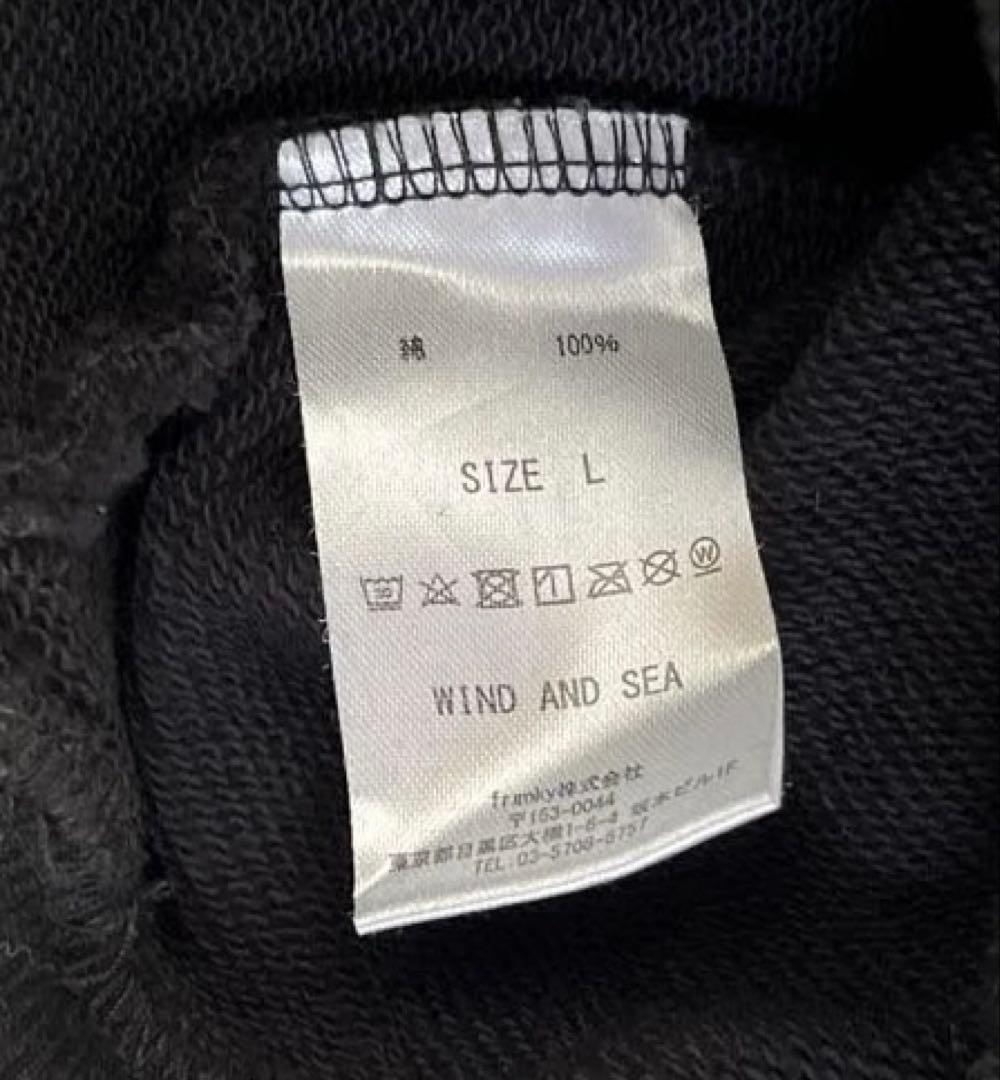 綿 100%
SIZE L
30
W
WIND AND SEA
franky株式会社
〒153-0044
東京都目黒区大橋1-6-4 坂本ビル1F
TEL.03-5708-5757